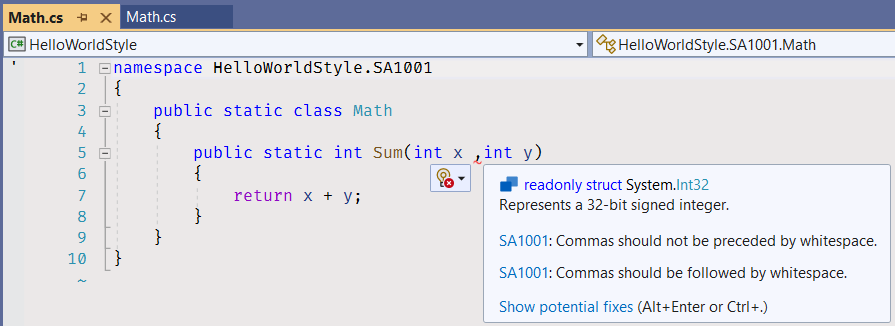 Math.cs Math.cs
C# HelloWorldStyle HelloWorldStyle.SA1001.Math
1 namespace HelloWorldStyle.SA1001
2 {
3 public static class Math
4 {
5 public static int Sum(int x ,int y)
6 {
7 return x + y;
8 }
9 }
10 }
~
readonly struct System.Int32
Represents a 32-bit signed integer.
SA1001: Commas should not be preceded by whitespace.
SA1001: Commas should be followed by whitespace.
Show potential fixes (Alt+Enter or Ctrl+.)